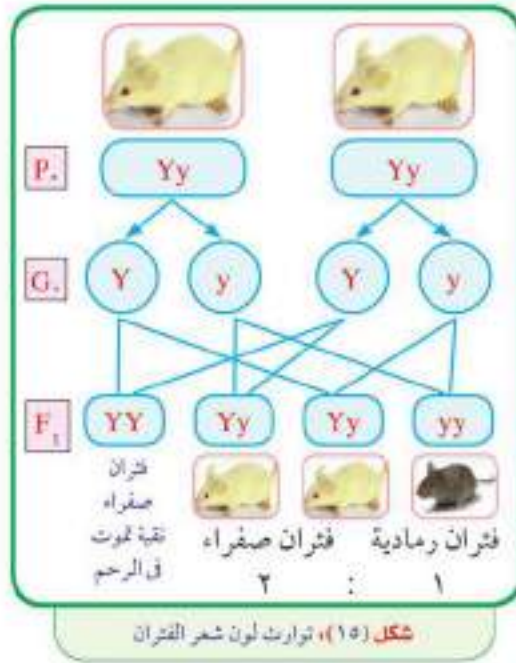 P.
Yy Yy
G.
Y y Y y
F₁
YY Yy Yy yy
فئران
صفراء
نقية تموت
فى الرحم
فئران رمادية فئران صفراء
١ : ٢
شكل (١٥)، توارث لون شعر الفئران